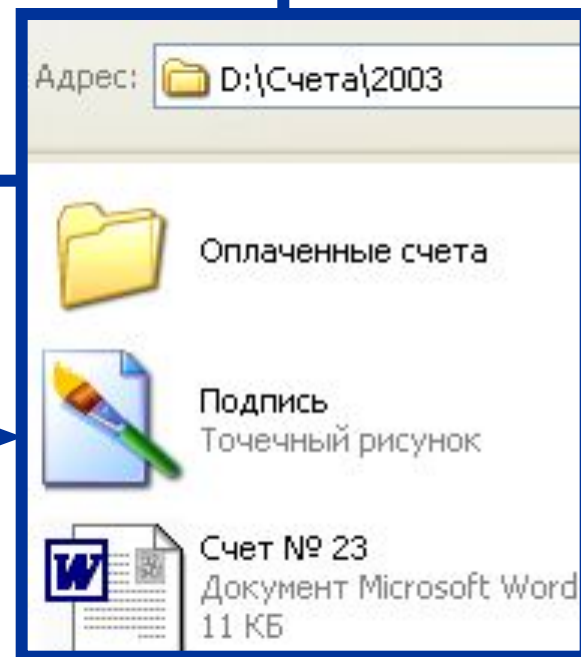 Адрес: D:\Счета\2003
Оплаченные счета
Подпись
Точечный рисунок
W
Счет № 23
Документ Microsoft Word
11 КБ